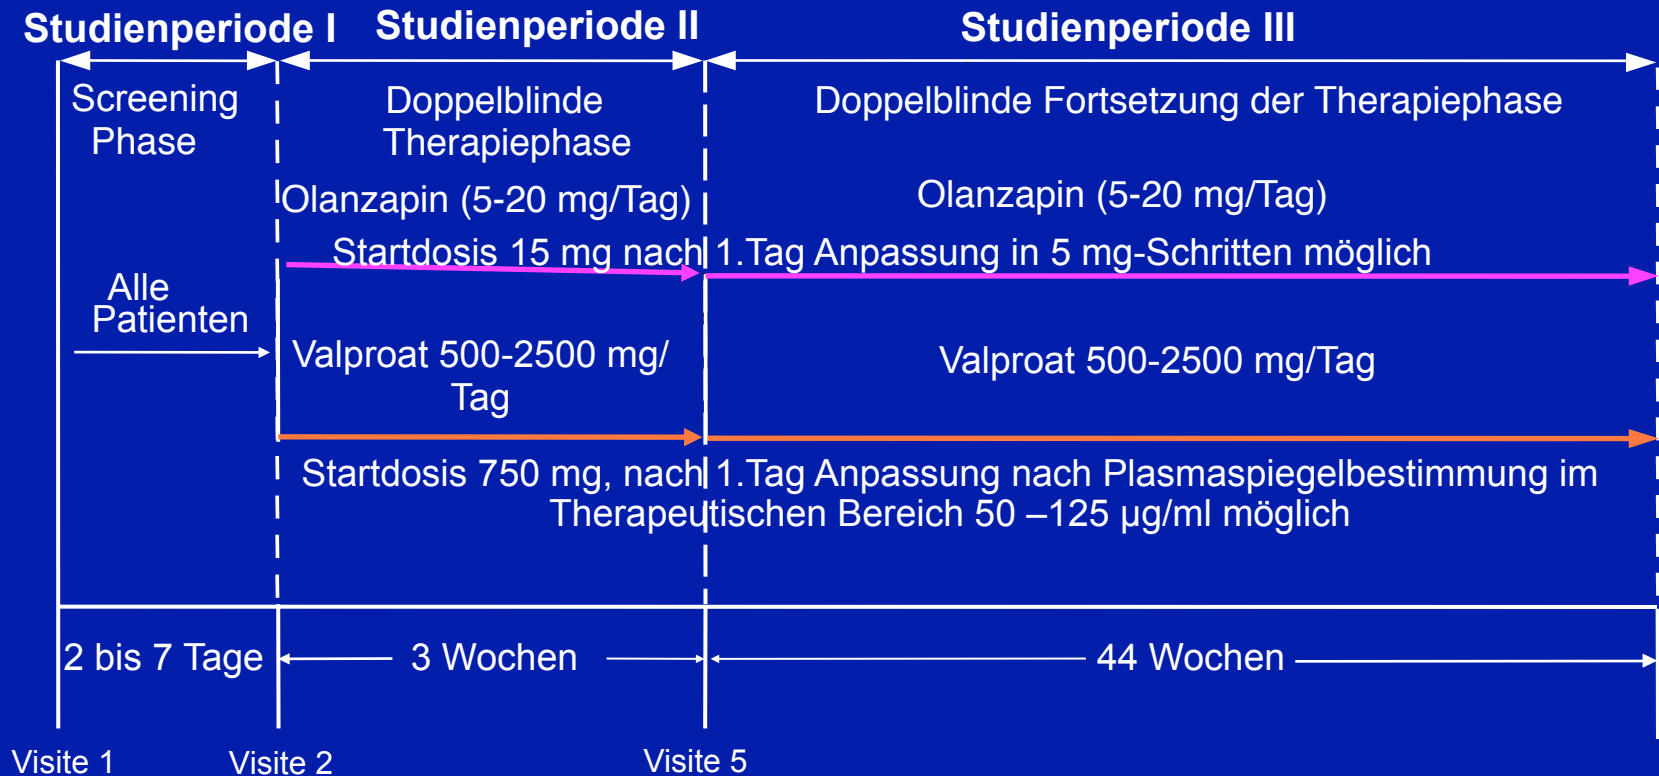 Studienperiode I
Studienperiode II
Studienperiode III
Screening
Phase
Doppelblinde
Therapiephase
Doppelblinde Fortsetzung der Therapiephase
Olanzapin (5-20 mg/Tag)
Olanzapin (5-20 mg/Tag)
Startdosis 15 mg nach 1.Tag Anpassung in 5 mg-Schritten möglich
Alle
Patienten
Valproat 500-2500 mg/
Tag
Valproat 500-2500 mg/Tag
Startdosis 750 mg, nach 1.Tag Anpassung nach Plasmaspiegelbestimmung im
Therapeutischen Bereich 50 –125 µg/ml möglich
2 bis 7 Tage
3 Wochen
44 Wochen
Visite 1
Visite 2
Visite 5